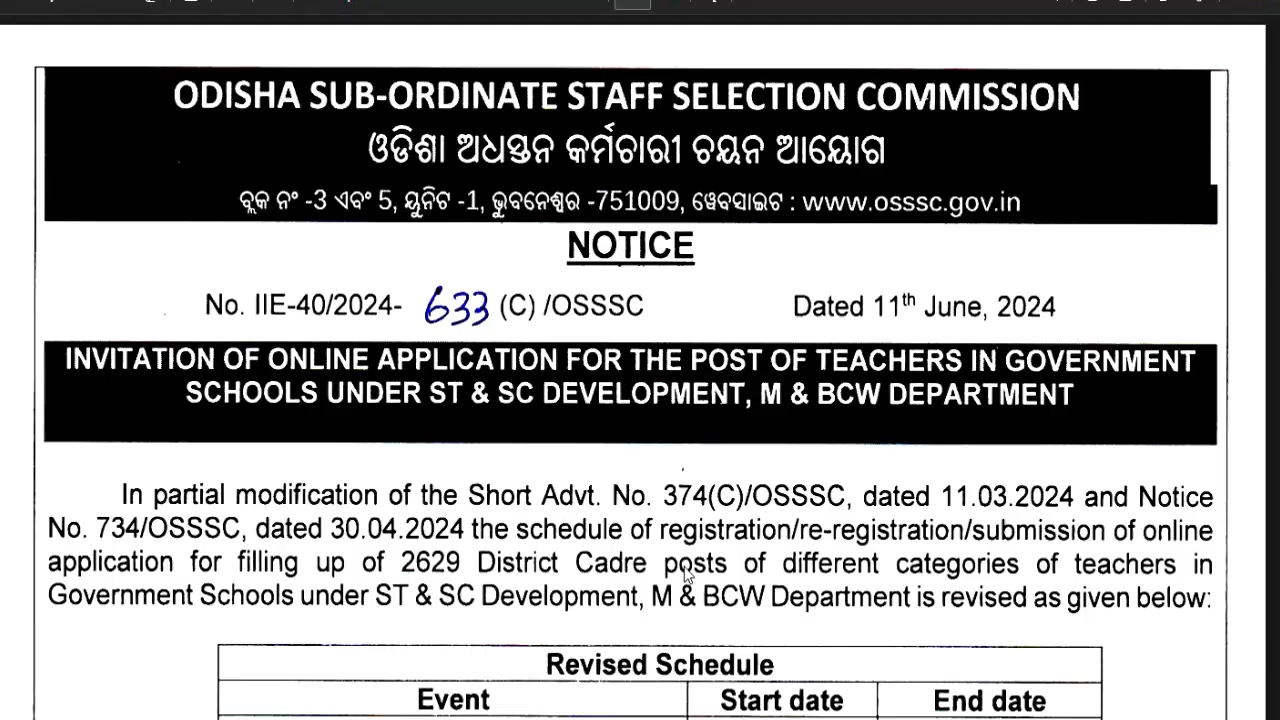 ODISHA SUB-ORDINATE STAFF SELECTION COMMISSION
ଓଡିଶା ଅଧସ୍ତନ କର୍ମଚାରୀ ଚୟନ ଆୟୋଗ
ବ୍ଲକ ନଂ -3 ଏବଂ 5, ୟୁନିଟ -1, ଭୁବନେଶ୍ଵର -751009, ୱେବସାଇଟ : www.osssc.gov.in
NOTICE
No. IIE-40/2024- 633 (C) /OSSSC Dated 11th June, 2024
INVITATION OF ONLINE APPLICATION FOR THE POST OF TEACHERS IN GOVERNMENT
SCHOOLS UNDER ST & SC DEVELOPMENT, M & BCW DEPARTMENT
In partial modification of the Short Advt. No. 374(C)/OSSSC, dated 11.03.2024 and Notice
No. 734/OSSSC, dated 30.04.2024 the schedule of registration/re-registration/submission of online
application for filling up of 2629 District Cadre posts of different categories of teachers in
Government Schools under ST & SC Development, M & BCW Department is revised as given below:
Revised Schedule
Event Start date End date